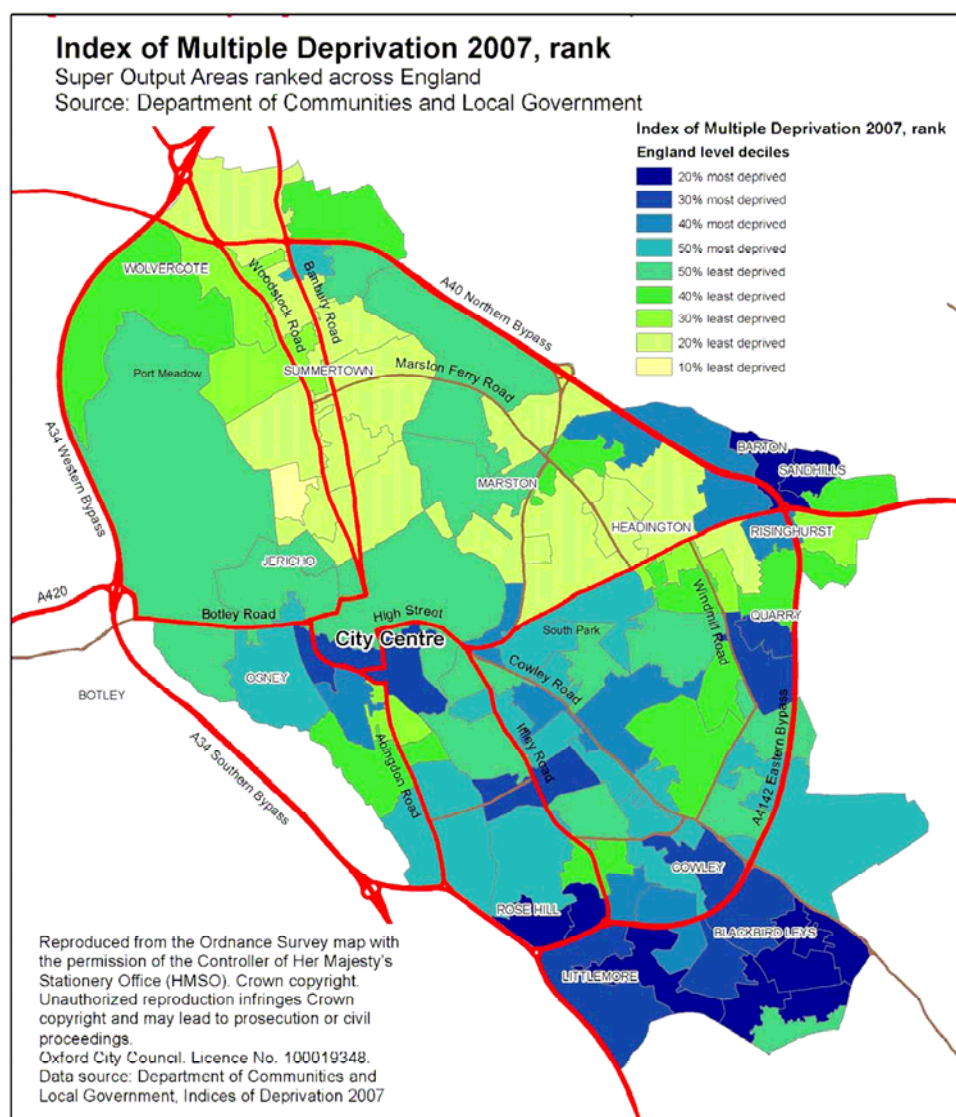 Index of Multiple Deprivation 2007, rank
Super Output Areas ranked across England
Source: Department of Communities and Local Government
Index of Multiple Deprivation 2007, rank
England level deciles
20% most deprived
30% most deprived
40% most deprived
50% most deprived
50% least deprived
40% least deprived
30% least deprived
20% least deprived
10% least deprived
WOLVERCOTE
Woodstock Road
Banbury Road
A40 Northern Bypass
Port Meadow
SUMMERTOWN
Marston Ferry Road
A34 Western Bypass
BARTON
SANDHILLS
MARSTON
HEADINGTON
RISINGHURST
JERICHO
A420
Botley Road
High Street
Windmill Road
QUARRY
City Centre
South Park
Cowley Road
OSNEY
BOTLEY
A34 Southern Bypass
Abingdon Road
Iffley Road
A4142 Eastern Bypass
COWLEY
ROSE HILL
BLACKBIRD LEYS
LITTLEMORE
Reproduced from the Ordnance Survey map with
the permission of the Controller of Her Majesty's
Stationery Office (HMSO). Crown copyright.
Unauthorized reproduction infringes Crown
copyright and may lead to prosecution or civil
proceedings.
Oxford City Council. Licence No. 100019348.
Data source: Department of Communities and
Local Government, Indices of Deprivation 2007